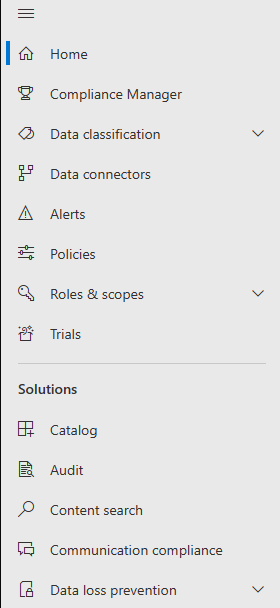 Home
Compliance Manager
Data classification
Data connectors
Alerts
Policies
Roles & scopes
Trials
Solutions
Catalog
Audit
Content search
Communication compliance
Data loss prevention